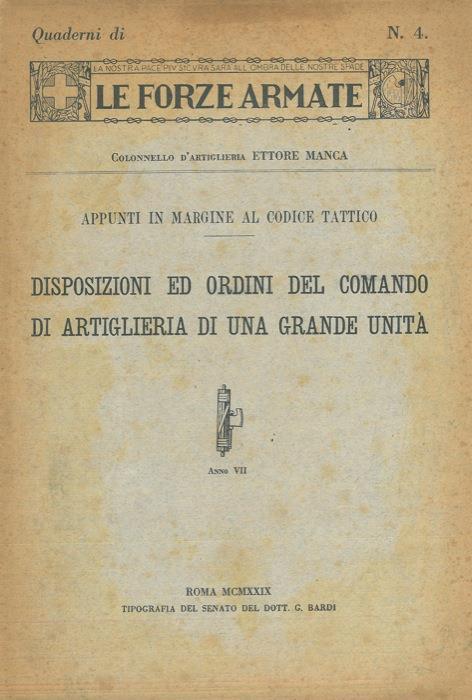 Quaderni di N. 4.
LA NOSTRA PACE PIV SICVRA SARÀ ALL'OMBRA DELLE NOSTRE SPADE
LE FORZE ARMATE
Colonnello d'artiglieria ETTORE MANCA
APPUNTI IN MARGINE AL CODICE TATTICO
DISPOSIZIONI ED ORDINI DEL COMANDO
DI ARTIGLIERIA DI UNA GRANDE UNITÀ
Anno VII
ROMA MCMXXIX
TIPOGRAFIA DEL SENATO DEL DOTT. G. BARDI